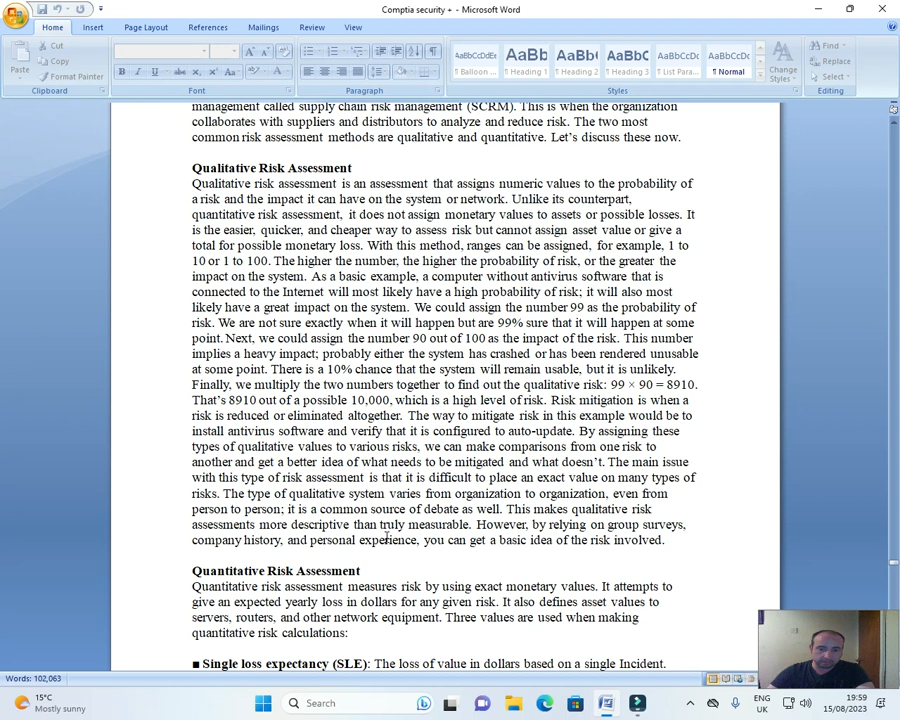 Comptia security + - Microsoft Word
Home Insert Page Layout References Mailings Review View
Paste
Cut
Copy
Format Painter
Clipboard
Font
Paragraph
AaBbCcDdEe
¶ Balloon ...
AaBb
¶ Heading 1
AaBb
¶ Heading 2
AaBbC
¶ Heading 3
AaBbCcDc
¶ List Para...
AaBbCcDc
¶ Normal
Change
Styles
Styles
Find
Replace
Select
Editing
management called supply chain risk management (SCRM). This is when the organization
collaborates with suppliers and distributors to analyze and reduce risk. The two most
common risk assessment methods are qualitative and quantitative. Let's discuss these now.
Qualitative Risk Assessment
Qualitative risk assessment is an assessment that assigns numeric values to the probability of
a risk and the impact it can have on the system or network. Unlike its counterpart,
quantitative risk assessment, it does not assign monetary values to assets or possible losses. It
is the easier, quicker, and cheaper way to assess risk but cannot assign asset value or give a
total for possible monetary loss. With this method, ranges can be assigned, for example, 1 to
10 or 1 to 100. The higher the number, the higher the probability of risk, or the greater the
impact on the system. As a basic example, a computer without antivirus software that is
connected to the Internet will most likely have a high probability of risk; it will also most
likely have a great impact on the system. We could assign the number 99 as the probability of
risk. We are not sure exactly when it will happen but are 99% sure that it will happen at some
point. Next, we could assign the number 90 out of 100 as the impact of the risk. This number
implies a heavy impact; probably either the system has crashed or has been rendered unusable
at some point. There is a 10% chance that the system will remain usable, but it is unlikely.
Finally, we multiply the two numbers together to find out the qualitative risk: 99 × 90 = 8910.
That's 8910 out of a possible 10,000, which is a high level of risk. Risk mitigation is when a
risk is reduced or eliminated altogether. The way to mitigate risk in this example would be to
install antivirus software and verify that it is configured to auto-update. By assigning these
types of qualitative values to various risks, we can make comparisons from one risk to
another and get a better idea of what needs to be mitigated and what doesn't. The main issue
with this type of risk assessment is that it is difficult to place an exact value on many types of
risks. The type of qualitative system varies from organization to organization, even from
person to person; it is a common source of debate as well. This makes qualitative risk
assessments more descriptive than truly measurable. However, by relying on group surveys,
company history, and personal experience, you can get a basic idea of the risk involved.
Quantitative Risk Assessment
Quantitative risk assessment measures risk by using exact monetary values. It attempts to
give an expected yearly loss in dollars for any given risk. It also defines asset values to
servers, routers, and other network equipment. Three values are used when making
quantitative risk calculations:
■ Single loss expectancy (SLE): The loss of value in dollars based on a single Incident.
Words: 102,063
15°C
Mostly sunny
Search
ENG
UK
19:59
15/08/2023